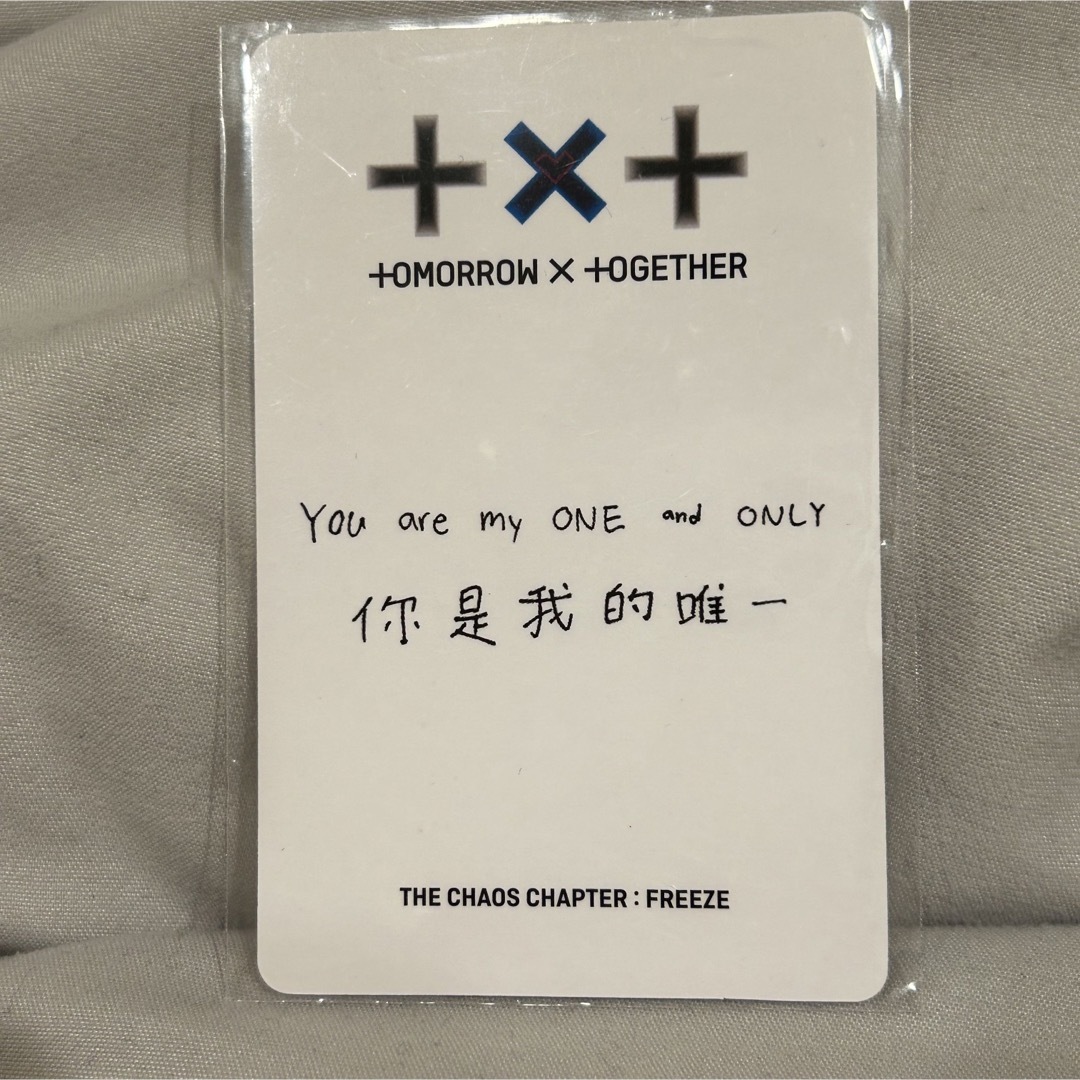 +×+
TOMORROW × TOGETHER
You are my ONE and ONLY
你是我的唯一
THE CHAOS CHAPTER : FREEZE